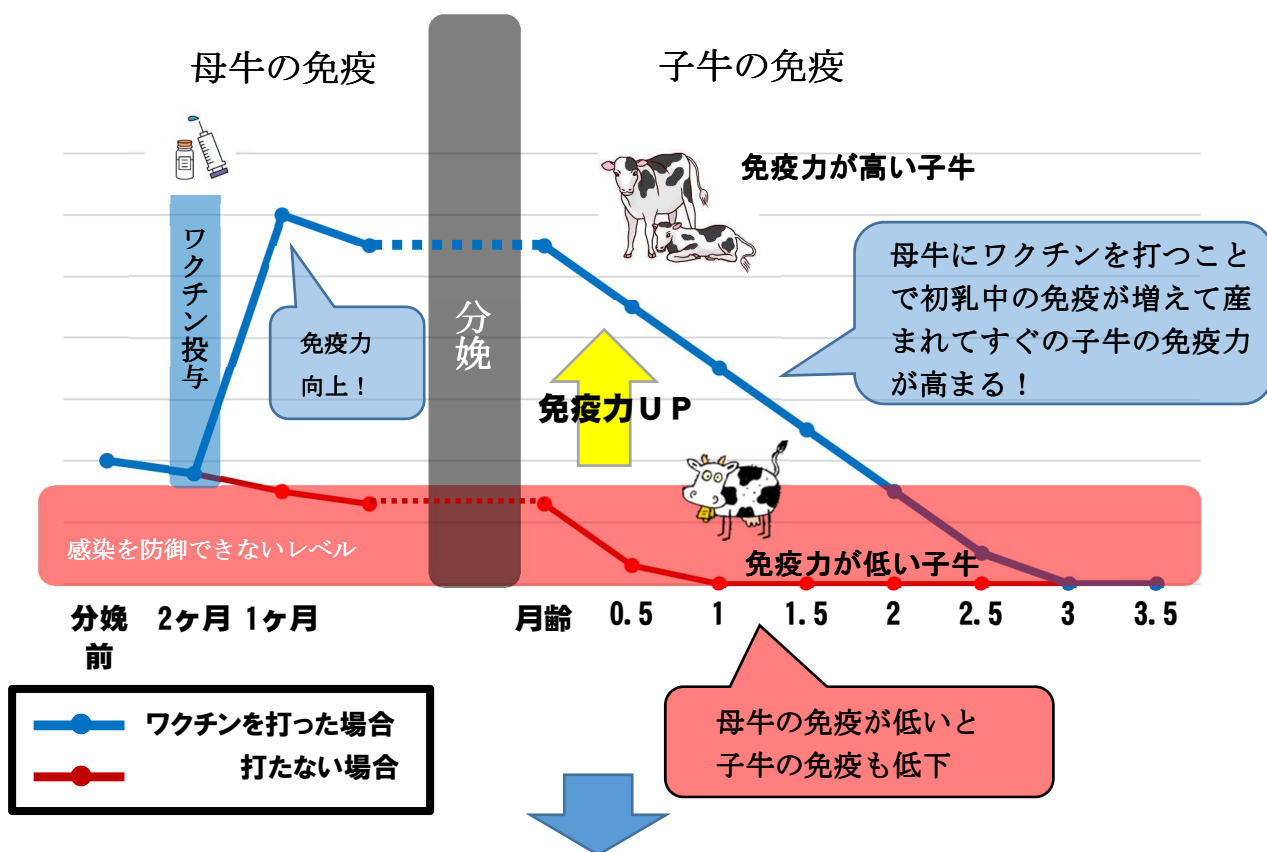 母牛の免疫
子牛の免疫
免疫力が高い子牛
ワクチン投与
免疫力
向上！
分娩
母牛にワクチンを打つこと
で初乳中の免疫が増えて産
まれてすぐの子牛の免疫力
が高まる！
免疫力ＵＰ
感染を防御できないレベル
免疫力が低い子牛
分娩
前
2ヶ月
1ヶ月
月齢
0.5
1
1.5
2
2.5
3
3.5
ワクチンを打った場合
打たない場合
母牛の免疫が低いと
子牛の免疫も低下